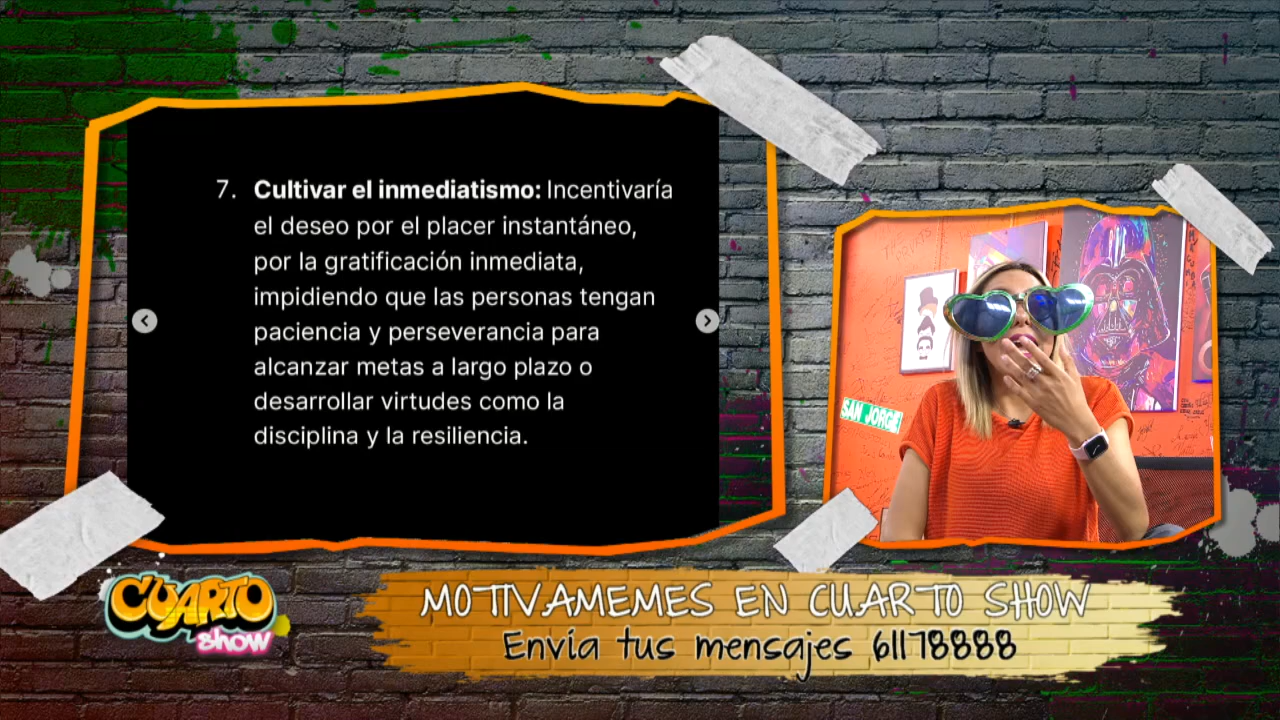 7. Cultivar el inmediatismo: Incentivaría
el deseo por el placer instantáneo,
por la gratificación inmediata,
impidiendo que las personas tengan
paciencia y perseverancia para
alcanzar metas a largo plazo o
desarrollar virtudes como la
disciplina y la resiliencia.
SAN JORGE
CUARTO
show
MOTIVAMEMES EN CUARTO SHOW
Envía tus mensajes 61178888